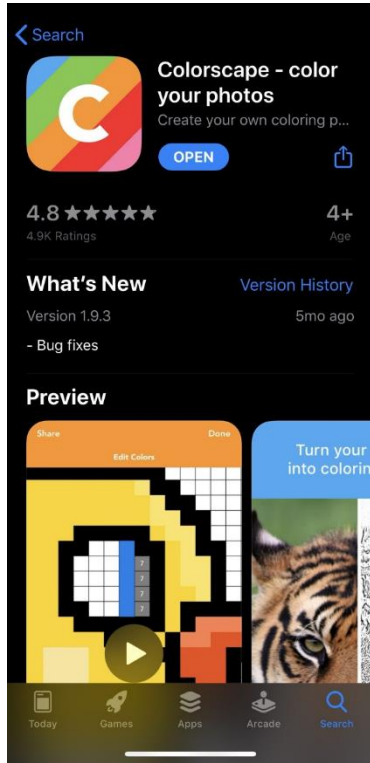 Search
C
Colorscape - color
your photos
Create your own coloring p...
OPEN
4.8 ★★★★★
4+
4.9K Ratings
Age
What's New
Version History
Version 1.9.3
5mo ago
- Bug fixes
Preview
Share
Done
Edit Colors
7
7
7
7
Turn your
into colorin
Today
Games
Apps
Arcade
Search